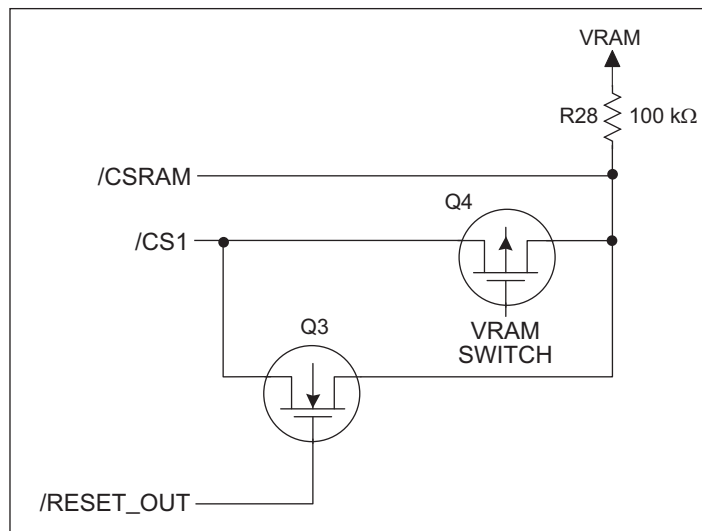 VRAM
R28 100 kΩ
/CSRAM
Q4
/CS1
VRAM
SWITCH
Q3
/RESET_OUT